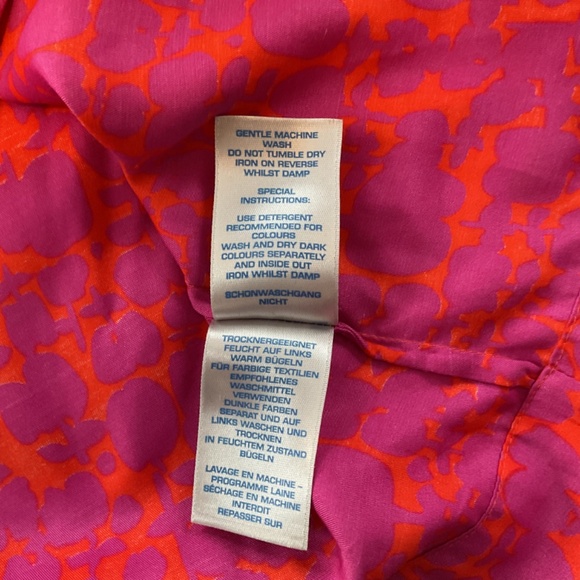 GENTLE MACHINE
WASH
DO NOT TUMBLE DRY
IRON ON REVERSE
WHILST DAMP
SPECIAL
INSTRUCTIONS:
USE DETERGENT
RECOMMENDED FOR
COLOURS
WASH AND DRY DARK
COLOURS SEPARATELY
AND INSIDE OUT
IRON WHILST DAMP
SCHONWASCHGANG
NICHT
TROCKNERGEEIGNET
FEUCHT AUF LINKS
WARM BÜGELN
FÜR FARBIGE TEXTILIEN
EMPFOHLENES
WASCHMITTEL
VERWENDEN
DUNKLE FARBEN
SEPARAT UND AUF
LINKS WASCHEN UND
TROCKNEN
IN FEUCHTEM ZUSTAND
BÜGELN
LAVAGE EN MACHINE -
PROGRAMME LAINE
SÈCHAGE EN MACHINE
INTERDIT
REPASSER SUR